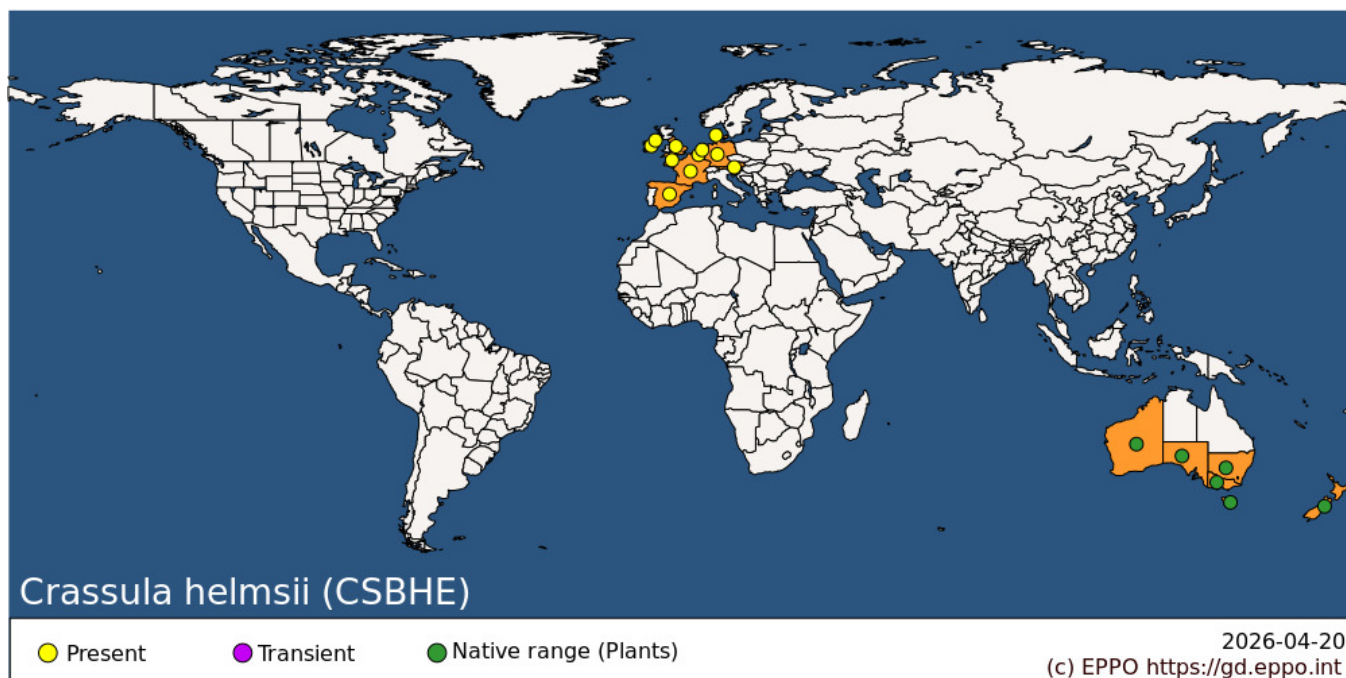 Crassula helmsii (CSBHE)
Present
Transient
Native range (Plants)
2026-04-20
(c) EPPO https://gd.eppo.int